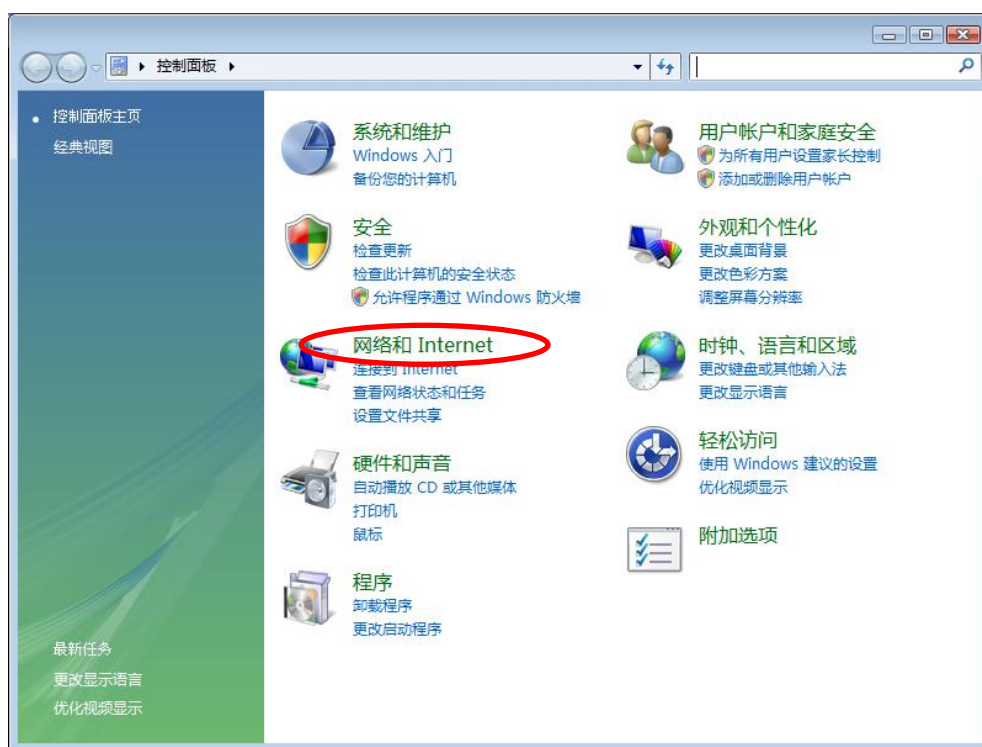 控制面板
控制面板主页
经典视图
系统和维护
Windows 入门
备份您的计算机
安全
检查更新
检查此计算机的安全状态
允许程序通过 Windows 防火墙
网络和 Internet
连接到 Internet
查看网络状态和任务
设置文件共享
硬件和声音
自动播放 CD 或其他媒体
打印机
鼠标
程序
卸载程序
更改启动程序
用户帐户和家庭安全
为所有用户设置家长控制
添加或删除用户帐户
外观和个性化
更改桌面背景
更改色彩方案
调整屏幕分辨率
时钟、语言和区域
更改键盘或其他输入法
更改显示语言
轻松访问
使用 Windows 建议的设置
优化视频显示
附加选项
最新任务
更改显示语言
优化视频显示